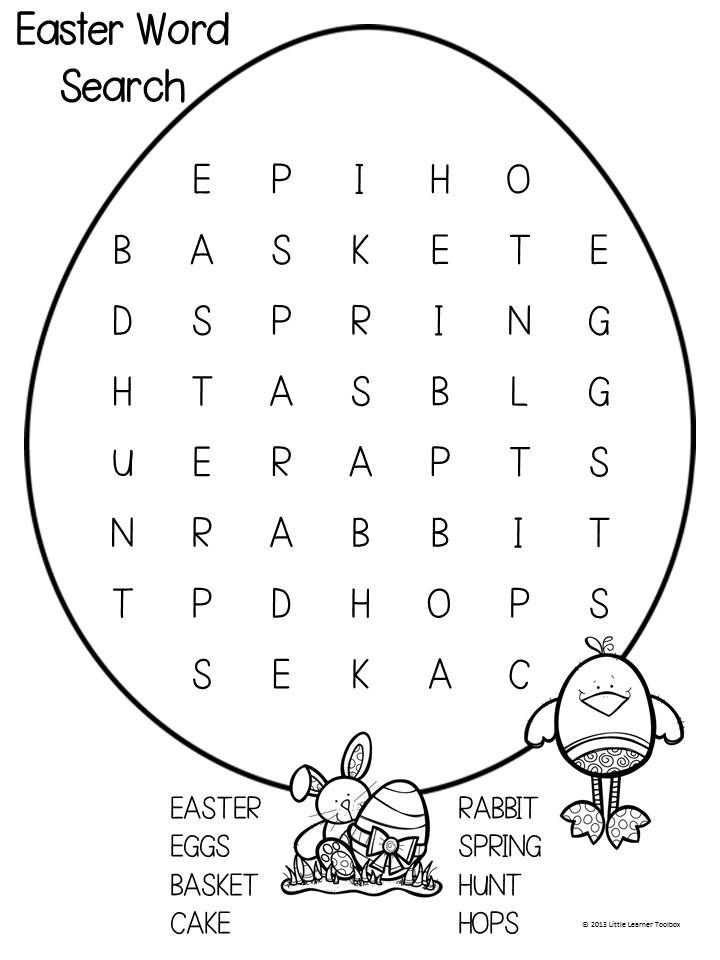 Easter Word
Search
E P I H O
B A S K E T E
D S P R I N G
H T A S B L G
U E R A P T S
N R A B B I T
T P D H O P S
S E K A C
EASTER RABBIT
EGGS SPRING
BASKET HUNT
CAKE HOPS
© 2013 Little Learner Toolbox